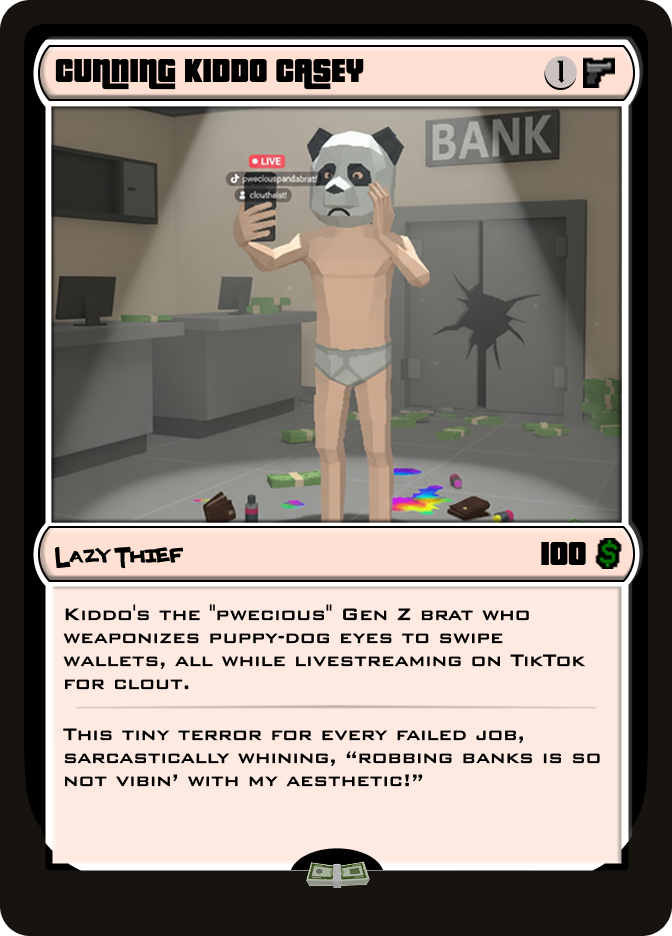 CUNNING KIDDO CASEY
1
BANK
LIVE
pweciouspandabrat!
cloutheist!
LAZY THIEF
100 $
KIDDO'S THE "PWECIOUS" GEN Z BRAT WHO
WEAPONIZES PUPPY-DOG EYES TO SWIPE
WALLETS, ALL WHILE LIVESTREAMING ON TIKTOK
FOR CLOUT.
THIS TINY TERROR FOR EVERY FAILED JOB,
SARCASTICALLY WHINING, “ROBBING BANKS IS SO
NOT VIBIN’ WITH MY AESTHETIC!”